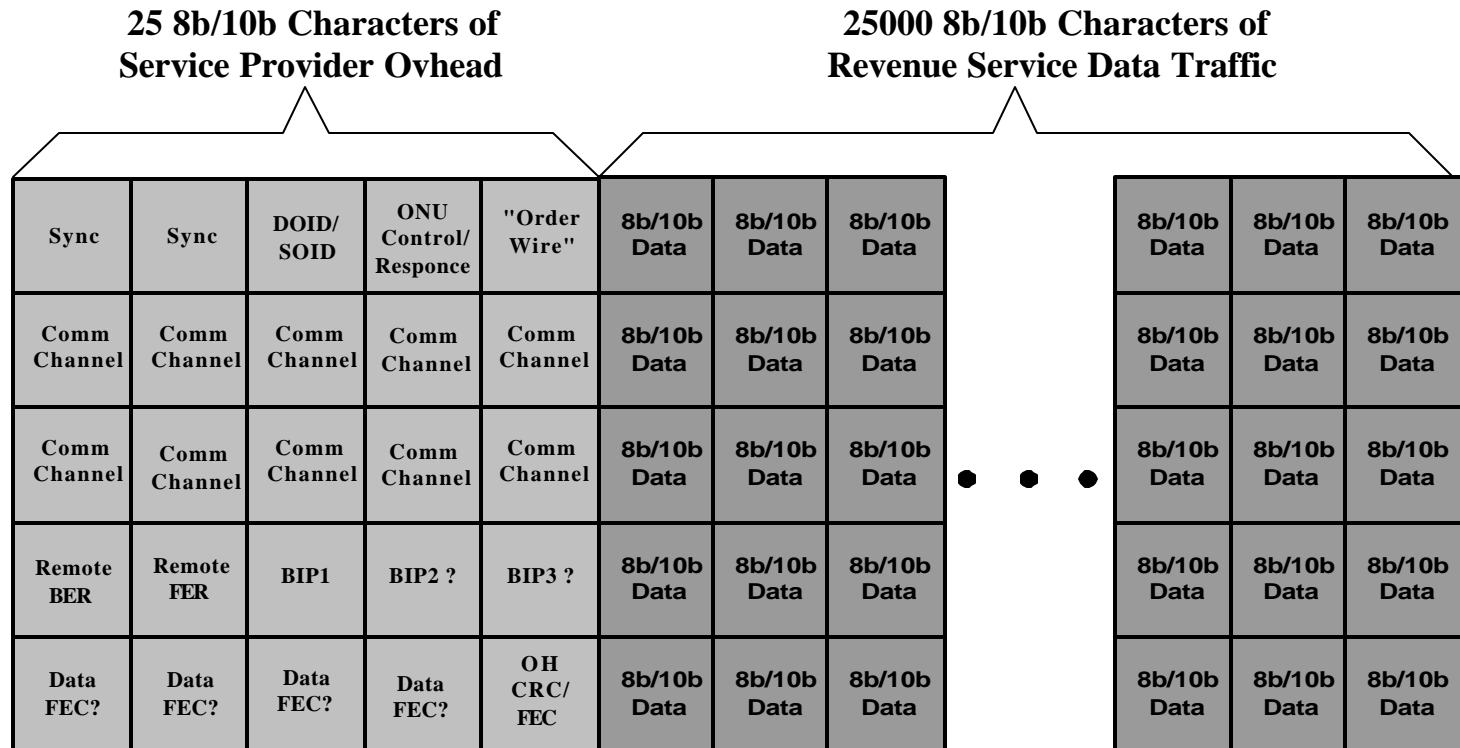 25 8b/10b Characters of
Service Provider Ovhead
25000 8b/10b Characters of
Revenue Service Data Traffic
Sync
Sync
DOID/
SOID
ONU
Control/
Responce
"Order
Wire"
8b/10b
Data
8b/10b
Data
8b/10b
Data
8b/10b
Data
8b/10b
Data
8b/10b
Data
Comm
Channel
Comm
Channel
Comm
Channel
Comm
Channel
Comm
Channel
8b/10b
Data
8b/10b
Data
8b/10b
Data
8b/10b
Data
8b/10b
Data
8b/10b
Data
Comm
Channel
Comm
Channel
Comm
Channel
Comm
Channel
Comm
Channel
8b/10b
Data
8b/10b
Data
8b/10b
Data
8b/10b
Data
8b/10b
Data
8b/10b
Data
Remote
BER
Remote
FER
BIP1
BIP2 ?
BIP3 ?
8b/10b
Data
8b/10b
Data
8b/10b
Data
8b/10b
Data
8b/10b
Data
8b/10b
Data
Data
FEC?
Data
FEC?
Data
FEC?
Data
FEC?
OH
CRC/
FEC
8b/10b
Data
8b/10b
Data
8b/10b
Data
8b/10b
Data
8b/10b
Data
8b/10b
Data